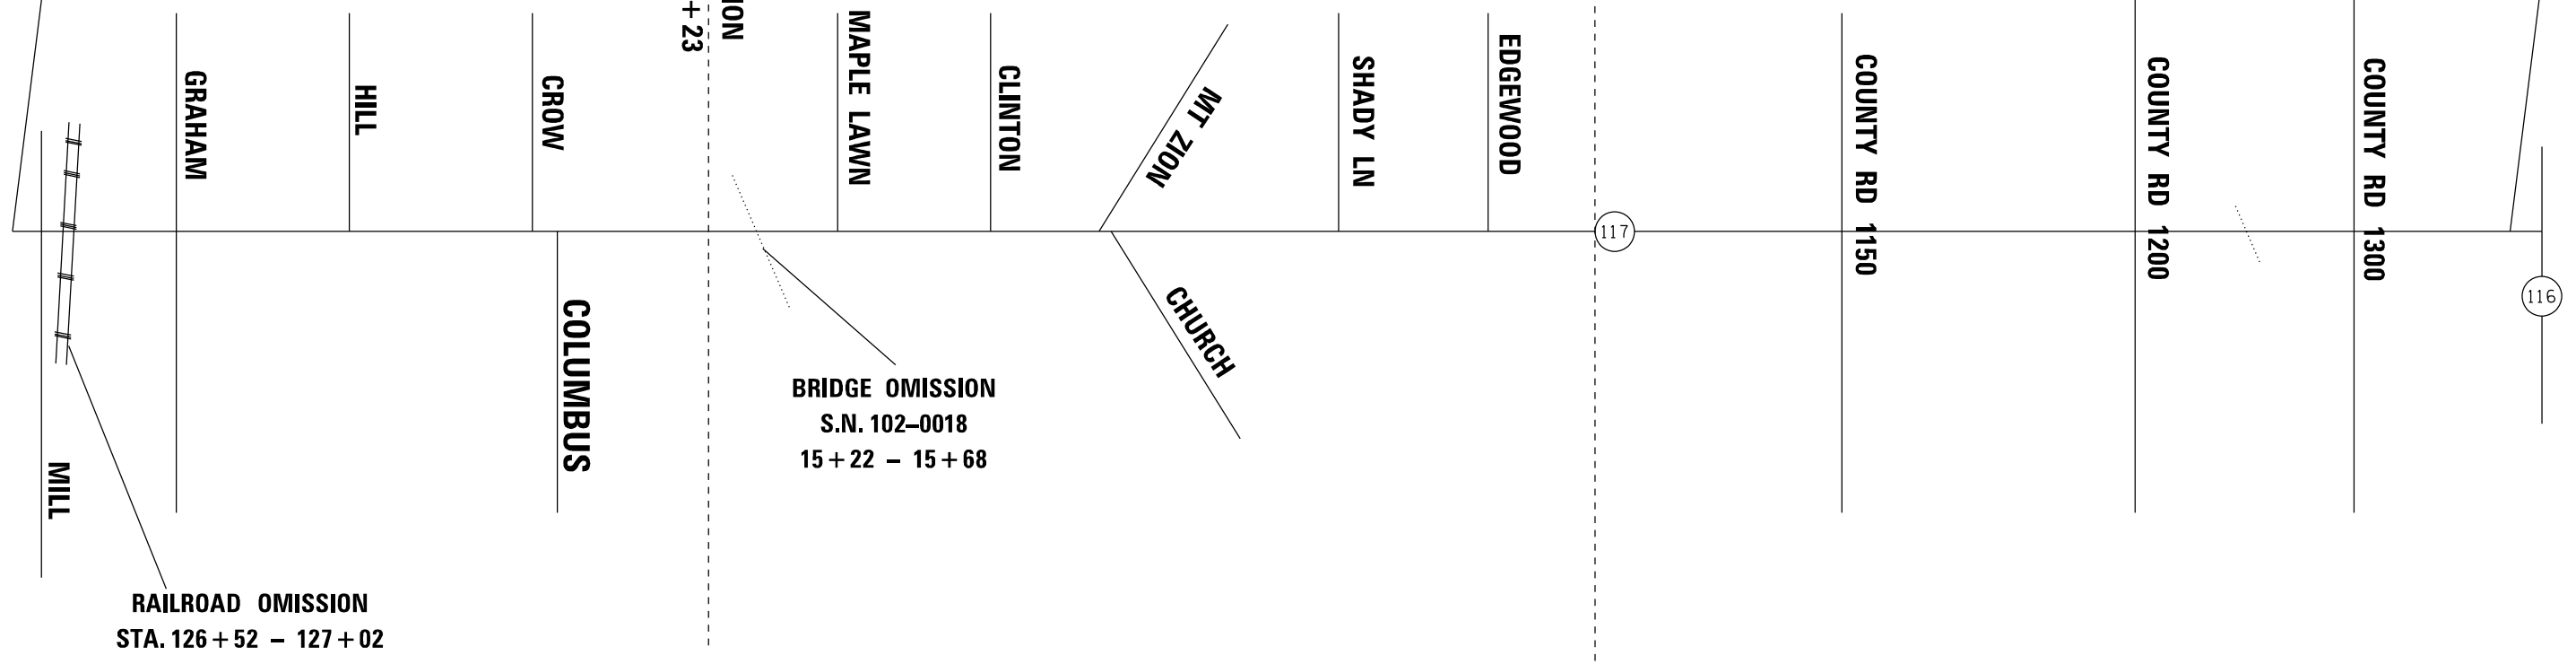 GRAHAM
HILL
CROW
+23
MAPLE LAWN
CLINTON
MT ZION
SHADY LN
EDGEWOOD
COUNTY RD 1150
COUNTY RD 1200
COUNTY RD 1300
117
116
COLUMBUS
CHURCH
MILL
BRIDGE OMISSION
S.N. 102–0018
15+22 – 15+68
RAILROAD OMISSION
STA. 126+52 – 127+02